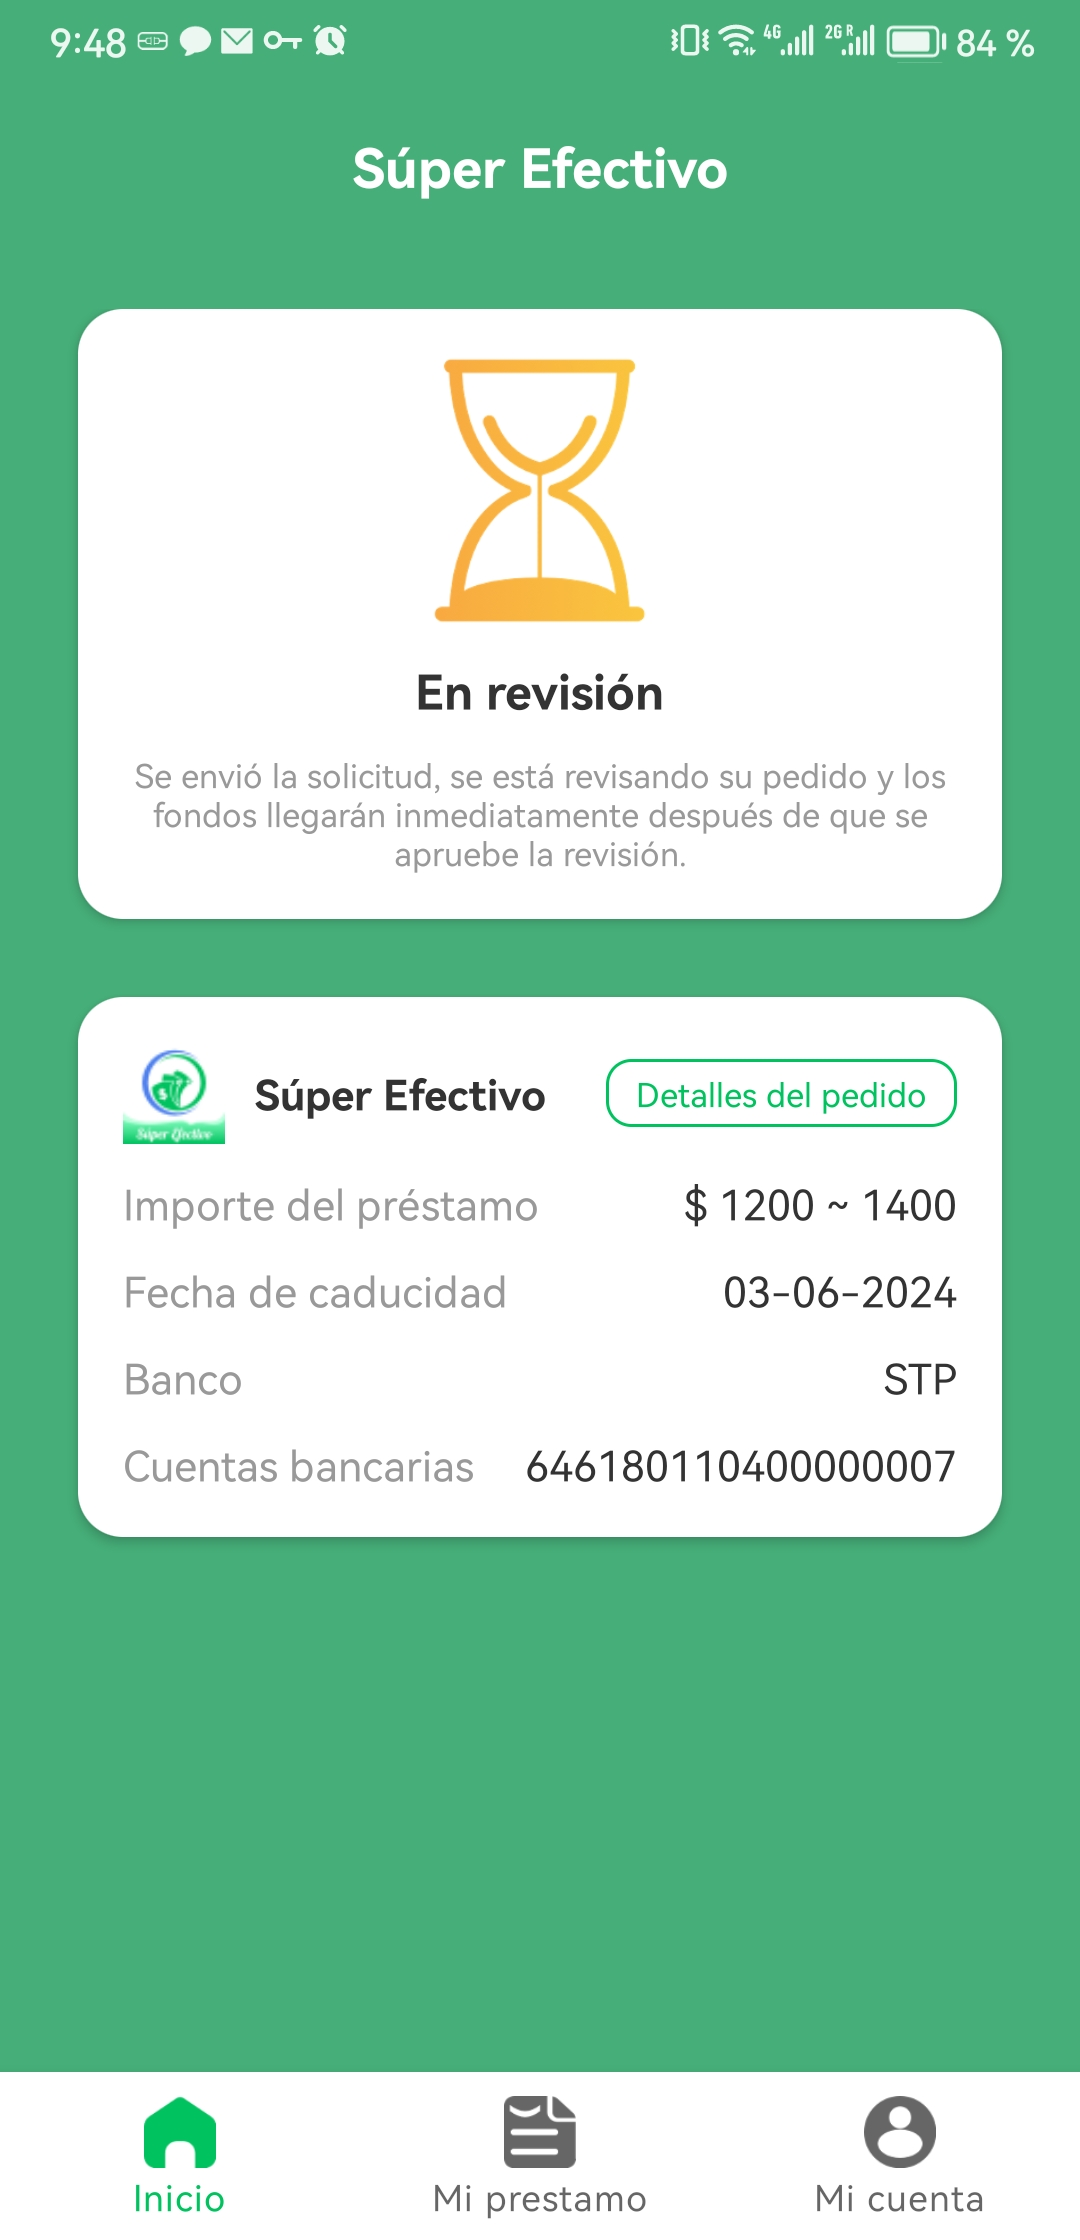 9:48
4G
2G R
84 %
Súper Efectivo
En revisión
Se envió la solicitud, se está revisando su pedido y los
fondos llegarán inmediatamente después de que se
apruebe la revisión.
Súper Efectivo
Súper Efectivo
Detalles del pedido
Importe del préstamo
$ 1200 ~ 1400
Fecha de caducidad
03-06-2024
Banco
STP
Cuentas bancarias
646180110400000007
Inicio
Mi prestamo
Mi cuenta